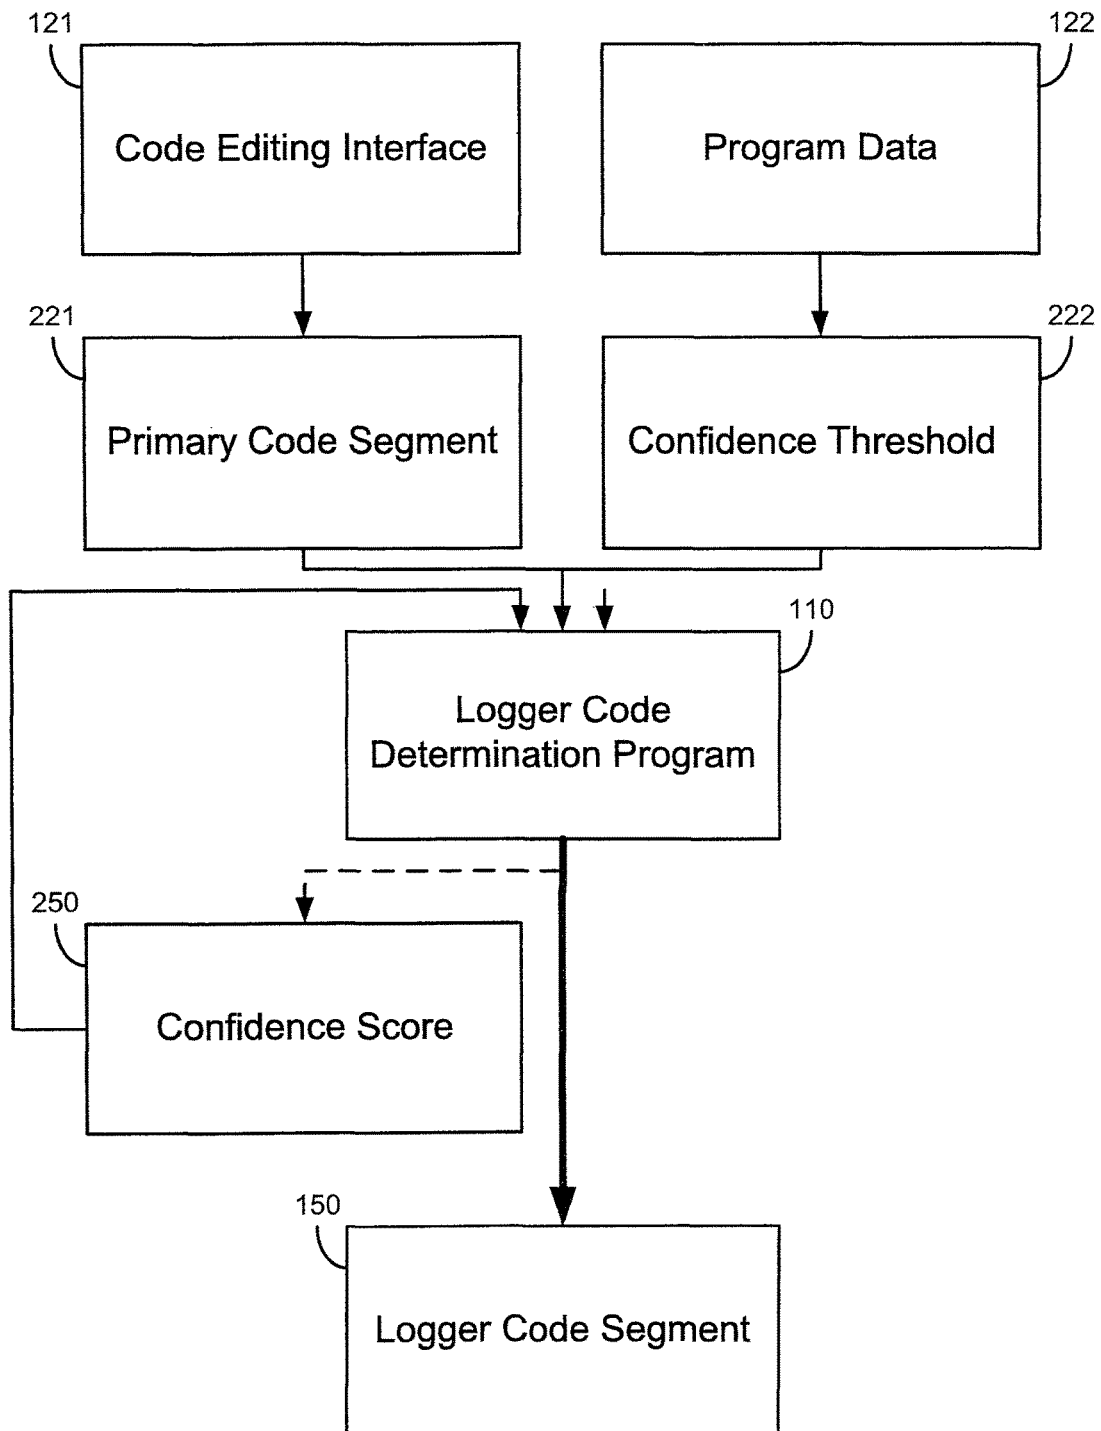 121
122
Code Editing Interface
Program Data
221
222
Primary Code Segment
Confidence Threshold
110
Logger Code
Determination Program
250
Confidence Score
150
Logger Code Segment